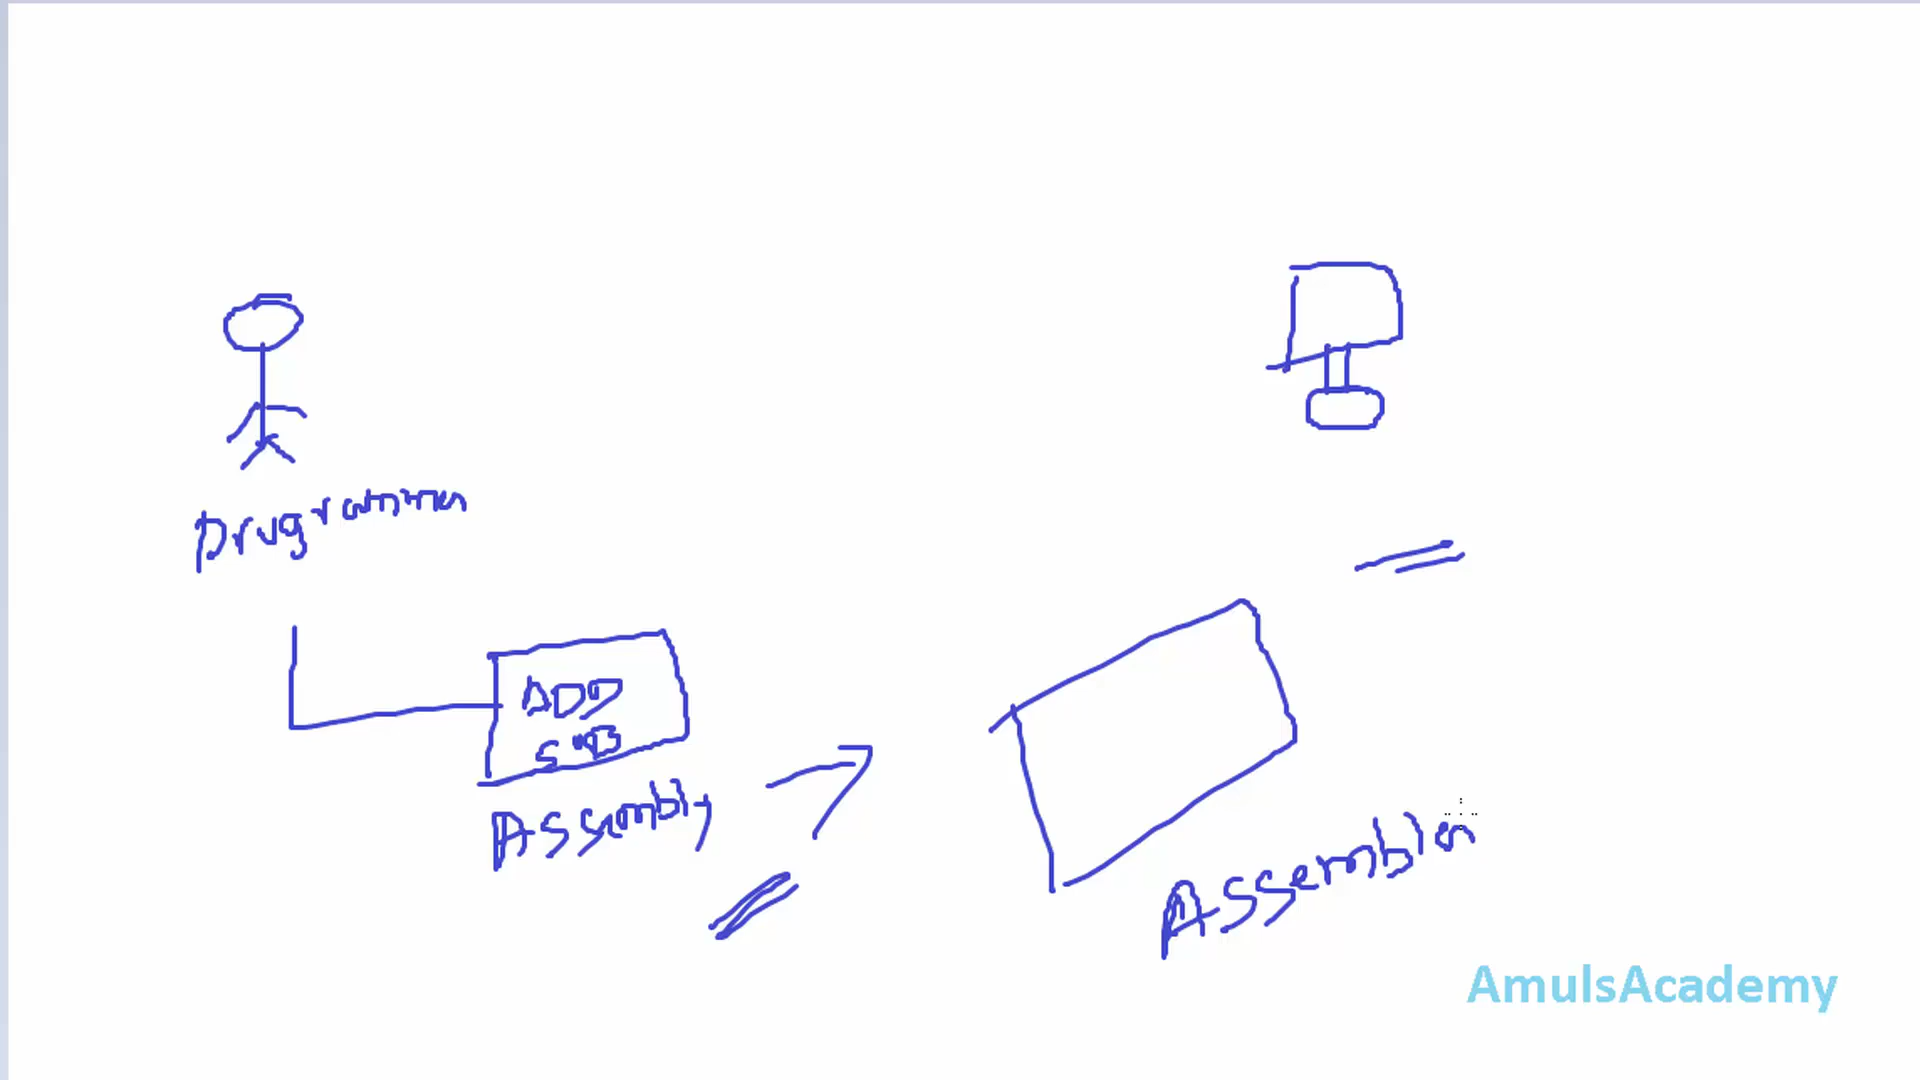 programmer
ADD
SUB
Assembly
Assembler
AmulsAcademy